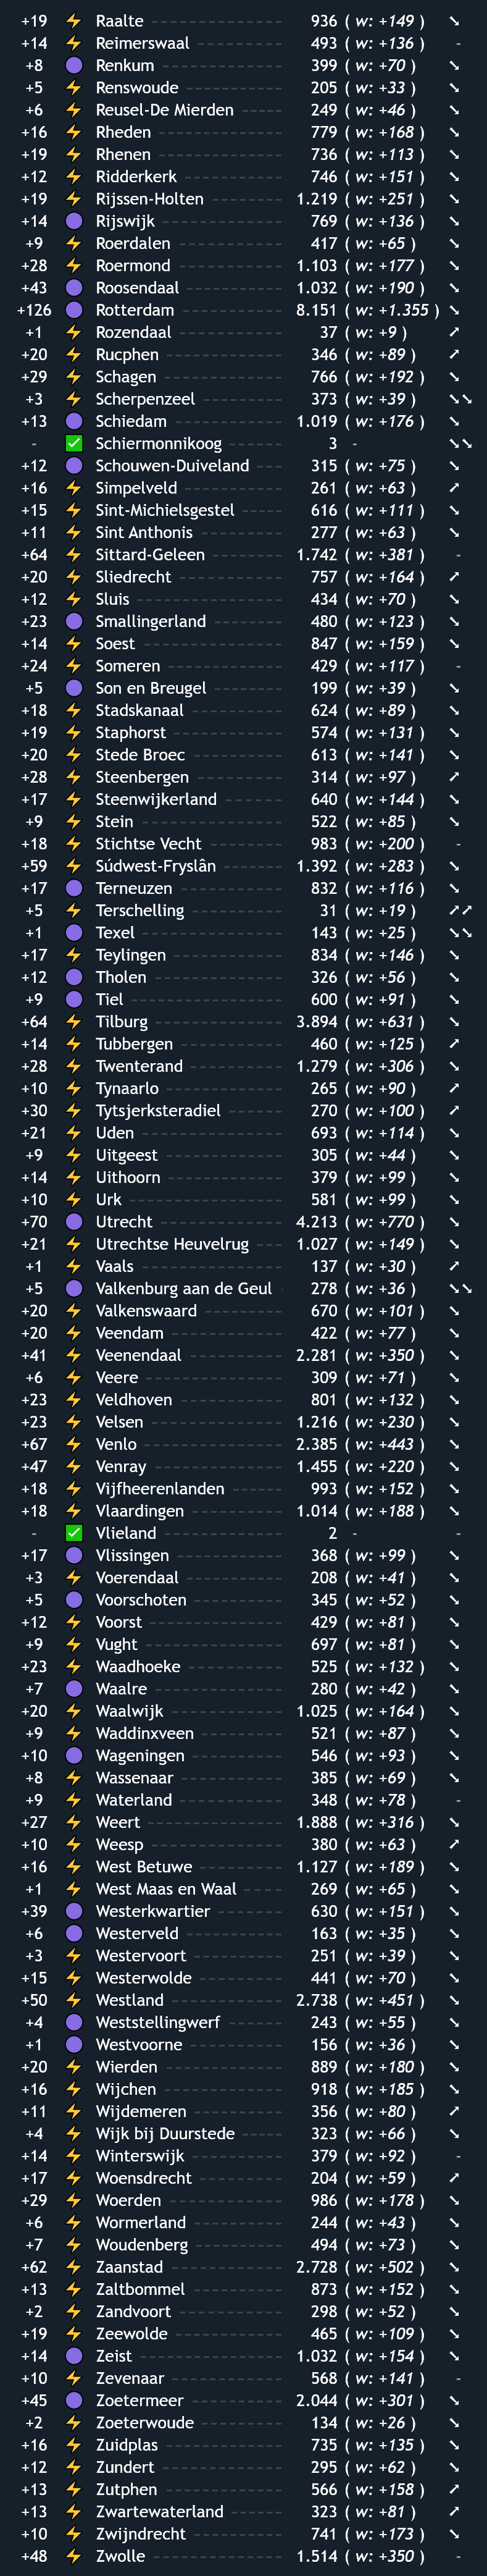 +19 ⚡ Raalte 936 ( w: +149 ) ➘
+14 ⚡ Reimerswaal 493 ( w: +136 ) -
+8 🟣 Renkum 399 ( w: +70 ) ➘
+5 ⚡ Renswoude 205 ( w: +33 ) ➘
+6 ⚡ Reusel-De Mierden 249 ( w: +46 ) ➘
+16 ⚡ Rheden 779 ( w: +168 ) ➘
+19 ⚡ Rhenen 736 ( w: +113 ) ➘
+12 ⚡ Ridderkerk 746 ( w: +151 ) ➘
+19 ⚡ Rijssen-Holten 1.219 ( w: +251 ) ➘
+14 🟣 Rijswijk 769 ( w: +136 ) ➘
+9 ⚡ Roerdalen 417 ( w: +65 ) ➘
+28 ⚡ Roermond 1.103 ( w: +177 ) ➘
+43 🟣 Roosendaal 1.032 ( w: +190 ) ➘
+126 🟣 Rotterdam 8.151 ( w: +1.355 ) ➘
+1 ⚡ Rozendaal 37 ( w: +9 ) ➚
+20 ⚡ Rucphen 346 ( w: +89 ) ➚
+29 ⚡ Schagen 766 ( w: +192 ) ➘
+3 ⚡ Scherpenzeel 373 ( w: +39 ) ➘➘
+13 🟣 Schiedam 1.019 ( w: +176 ) ➘
- ✅ Schiermonnikoog 3 - ➘➘
+12 🟣 Schouwen-Duiveland 315 ( w: +75 ) ➘
+16 ⚡ Simpelveld 261 ( w: +63 ) ➚
+15 ⚡ Sint-Michielsgestel 616 ( w: +111 ) ➘
+11 ⚡ Sint Anthonis 277 ( w: +63 ) ➘
+64 ⚡ Sittard-Geleen 1.742 ( w: +381 ) -
+20 ⚡ Sliedrecht 757 ( w: +164 ) ➚
+12 ⚡ Sluis 434 ( w: +70 ) ➘
+23 🟣 Smallingerland 480 ( w: +123 ) ➘
+14 ⚡ Soest 847 ( w: +159 ) ➘
+24 ⚡ Someren 429 ( w: +117 ) -
+5 🟣 Son en Breugel 199 ( w: +39 ) ➘
+18 ⚡ Stadskanaal 624 ( w: +89 ) ➘
+19 ⚡ Staphorst 574 ( w: +131 ) ➘
+20 ⚡ Stede Broec 613 ( w: +141 ) ➘
+28 ⚡ Steenbergen 314 ( w: +97 ) ➚
+17 ⚡ Steenwijkerland 640 ( w: +144 ) ➘
+9 ⚡ Stein 522 ( w: +85 ) ➘
+18 ⚡ Stichtse Vecht 983 ( w: +200 ) -
+59 ⚡ Súdwest-Fryslân 1.392 ( w: +283 ) ➘
+17 🟣 Terneuzen 832 ( w: +116 ) ➘
+5 ⚡ Terschelling 31 ( w: +19 ) ➚➚
+1 🟣 Texel 143 ( w: +25 ) ➘➘
+17 ⚡ Teylingen 834 ( w: +146 ) ➘
+12 🟣 Tholen 326 ( w: +56 ) ➘
+9 🟣 Tiel 600 ( w: +91 ) ➘
+64 ⚡ Tilburg 3.894 ( w: +631 ) ➘
+14 ⚡ Tubbergen 460 ( w: +125 ) ➚
+28 ⚡ Twenterand 1.279 ( w: +306 ) ➘
+10 ⚡ Tynaarlo 265 ( w: +90 ) ➚
+30 ⚡ Tytsjerksteradiel 270 ( w: +100 ) ➚
+21 ⚡ Uden 693 ( w: +114 ) ➘
+9 ⚡ Uitgeest 305 ( w: +44 ) ➘
+14 ⚡ Uithoorn 379 ( w: +99 ) ➘
+10 ⚡ Urk 581 ( w: +99 ) ➘
+70 🟣 Utrecht 4.213 ( w: +770 ) ➘
+21 ⚡ Utrechtse Heuvelrug 1.027 ( w: +149 ) ➘
+1 ⚡ Vaals 137 ( w: +30 ) ➚
+5 🟣 Valkenburg aan de Geul 278 ( w: +36 ) ➘➘
+20 ⚡ Valkenswaard 670 ( w: +101 ) ➘
+20 ⚡ Veendam 422 ( w: +77 ) ➘
+41 ⚡ Veenendaal 2.281 ( w: +350 ) ➘
+6 ⚡ Veere 309 ( w: +71 ) ➘
+23 ⚡ Veldhoven 801 ( w: +132 ) ➘
+23 ⚡ Velsen 1.216 ( w: +230 ) ➘
+67 ⚡ Venlo 2.385 ( w: +443 ) ➘
+47 ⚡ Venray 1.455 ( w: +220 ) ➘
+18 ⚡ Vijfheerenlanden 993 ( w: +152 ) ➘
+18 ⚡ Vlaardingen 1.014 ( w: +188 ) ➘
- ✅ Vlieland 2 - -
+17 🟣 Vlissingen 368 ( w: +99 ) ➘
+3 ⚡ Voerendaal 208 ( w: +41 ) ➘
+5 🟣 Voorschoten 345 ( w: +52 ) ➘
+12 ⚡ Voorst 429 ( w: +81 ) ➘
+9 ⚡ Vught 697 ( w: +81 ) ➘
+23 ⚡ Waadhoeke 525 ( w: +132 ) ➘
+7 🟣 Waalre 280 ( w: +42 ) ➘
+20 ⚡ Waalwijk 1.025 ( w: +164 ) ➘
+9 ⚡ Waddinxveen 521 ( w: +87 ) ➘
+10 🟣 Wageningen 546 ( w: +93 ) ➘
+8 ⚡ Wassenaar 385 ( w: +69 ) ➘
+9 ⚡ Waterland 348 ( w: +78 ) -
+27 ⚡ Weert 1.888 ( w: +316 ) ➘
+10 ⚡ Weesp 380 ( w: +63 ) ➚
+16 ⚡ West Betuwe 1.127 ( w: +189 ) ➘
+1 ⚡ West Maas en Waal 269 ( w: +65 ) ➘
+39 🟣 Westerkwartier 630 ( w: +151 ) ➘
+6 🟣 Westerveld 163 ( w: +35 ) ➘
+3 ⚡ Westervoort 251 ( w: +39 ) ➘
+15 ⚡ Westerwolde 441 ( w: +70 ) ➘
+50 ⚡ Westland 2.738 ( w: +451 ) ➘
+4 🟣 Weststellingwerf 243 ( w: +55 ) ➘
+1 🟣 Westvoorne 156 ( w: +36 ) ➘
+20 ⚡ Wierden 889 ( w: +180 ) ➘
+16 ⚡ Wijchen 918 ( w: +185 ) ➘
+11 ⚡ Wijdemeren 356 ( w: +80 ) ➚
+4 ⚡ Wijk bij Duurstede 323 ( w: +66 ) ➘
+14 ⚡ Winterswijk 379 ( w: +92 ) -
+17 ⚡ Woensdrecht 204 ( w: +59 ) ➚
+29 ⚡ Woerden 986 ( w: +178 ) ➘
+6 ⚡ Wormerland 244 ( w: +43 ) ➘
+7 ⚡ Woudenberg 494 ( w: +73 ) ➘
+62 ⚡ Zaanstad 2.728 ( w: +502 ) ➘
+13 ⚡ Zaltbommel 873 ( w: +152 ) ➘
+2 ⚡ Zandvoort 298 ( w: +52 ) ➘
+19 ⚡ Zeewolde 465 ( w: +109 ) ➘
+14 🟣 Zeist 1.032 ( w: +154 ) ➘
+10 ⚡ Zevenaar 568 ( w: +141 ) -
+45 🟣 Zoetermeer 2.044 ( w: +301 ) ➘
+2 ⚡ Zoeterwoude 134 ( w: +26 ) ➘
+16 ⚡ Zuidplas 735 ( w: +135 ) ➘
+12 ⚡ Zundert 295 ( w: +62 ) ➘
+13 ⚡ Zutphen 566 ( w: +158 ) ➚
+13 ⚡ Zwartewaterland 323 ( w: +81 ) ➚
+10 ⚡ Zwijndrecht 741 ( w: +173 ) ➘
+48 ⚡ Zwolle 1.514 ( w: +350 ) -